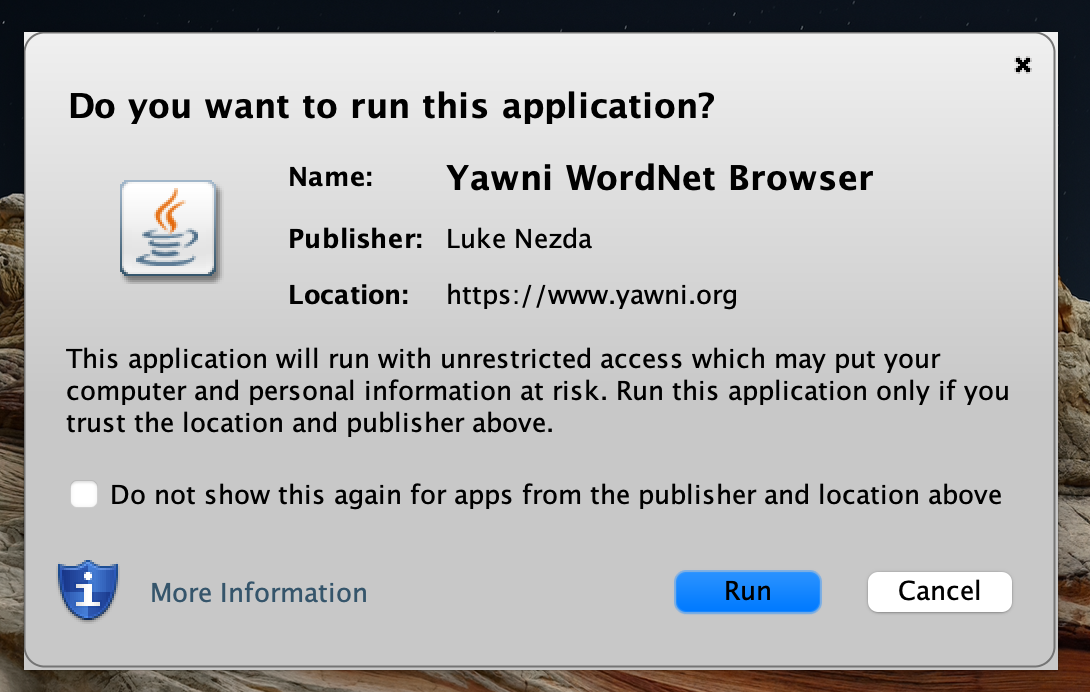 Do you want to run this application?
Name: Yawni WordNet Browser
Publisher: Luke Nezda
Location: https://www.yawni.org
This application will run with unrestricted access which may put your
computer and personal information at risk. Run this application only if you
trust the location and publisher above.
Do not show this again for apps from the publisher and location above
More Information
Run
Cancel